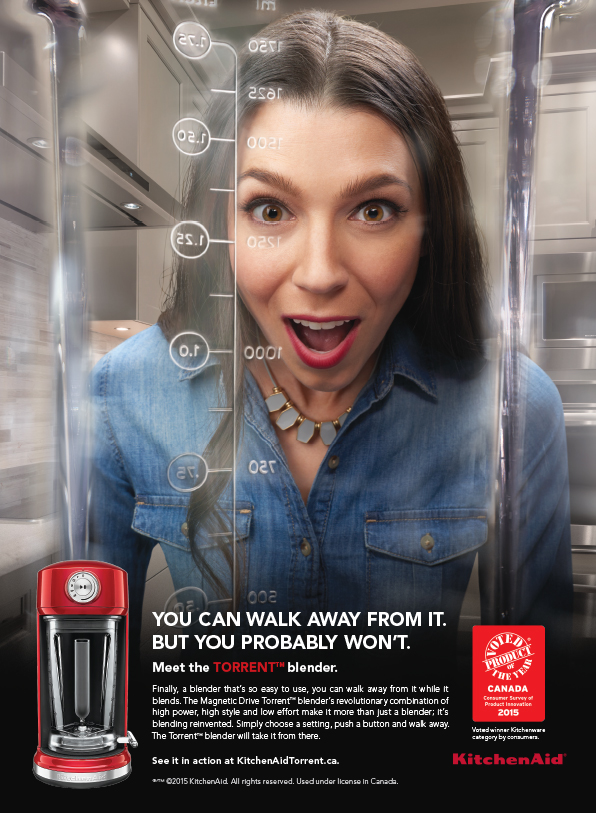 ml
1.75 1750
1625
1.50 1500
1.25 1250
1.0 1000
.75 750
500
YOU CAN WALK AWAY FROM IT.
BUT YOU PROBABLY WON'T.
Meet the TORRENT™ blender.
Finally, a blender that's so easy to use, you can walk away from it while it
blends. The Magnetic Drive Torrent™ blender's revolutionary combination of
high power, high style and low effort make it more than just a blender; it's
blending reinvented. Simply choose a setting, push a button and walk away.
The Torrent™ blender will take it from there.
See it in action at KitchenAidTorrent.ca.
®/™ ©2015 KitchenAid. All rights reserved. Used under license in Canada.
VOTED
PRODUCT
OF
THE YEAR
CANADA
Consumer Survey of
Product Innovation
2015
Voted winner Kitchenware
category by consumers.
KitchenAid®